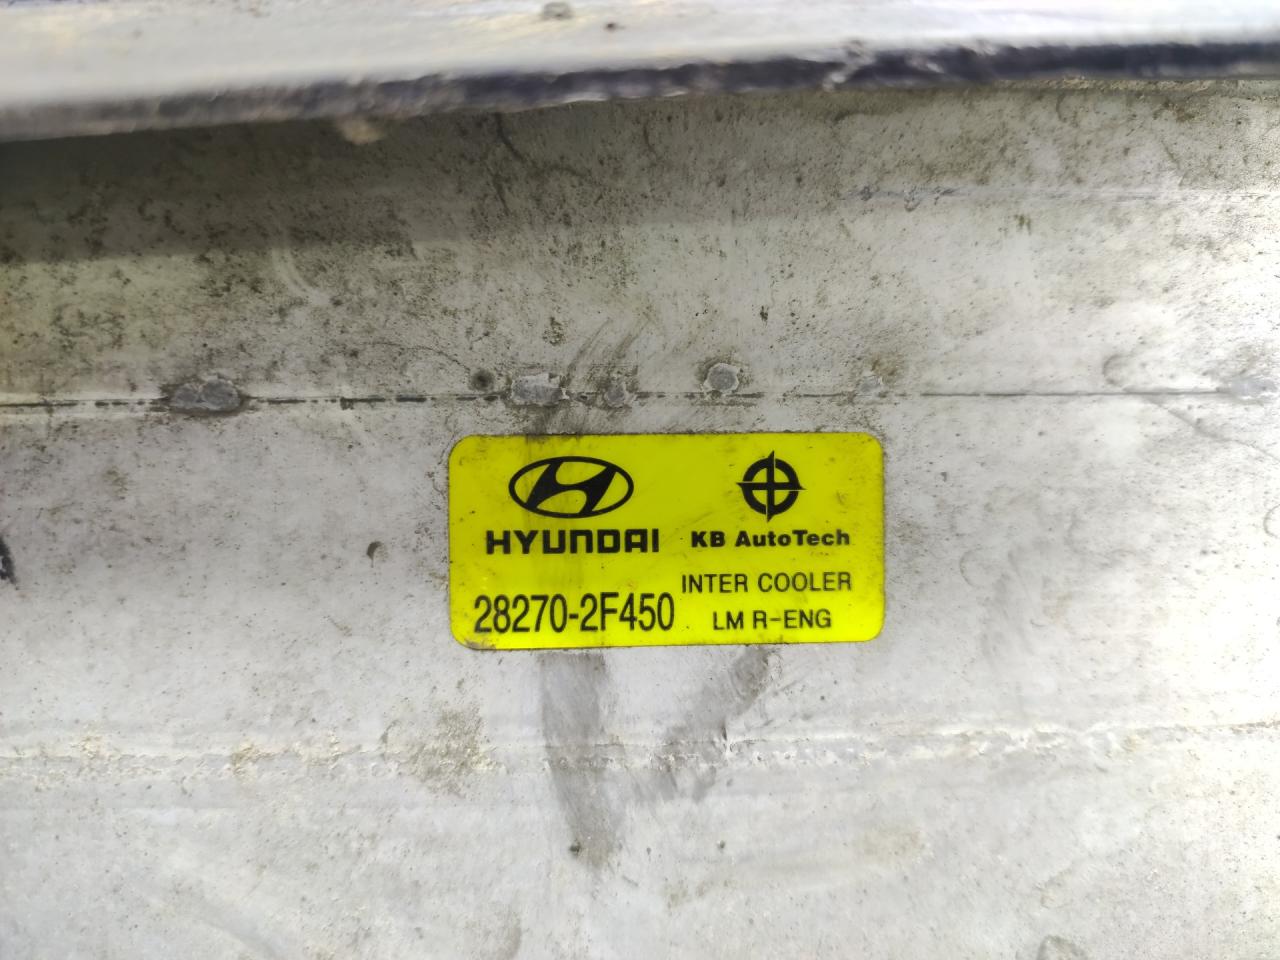 HYUNDAI
KB AutoTech
INTER COOLER
28270-2F450
LM R-ENG